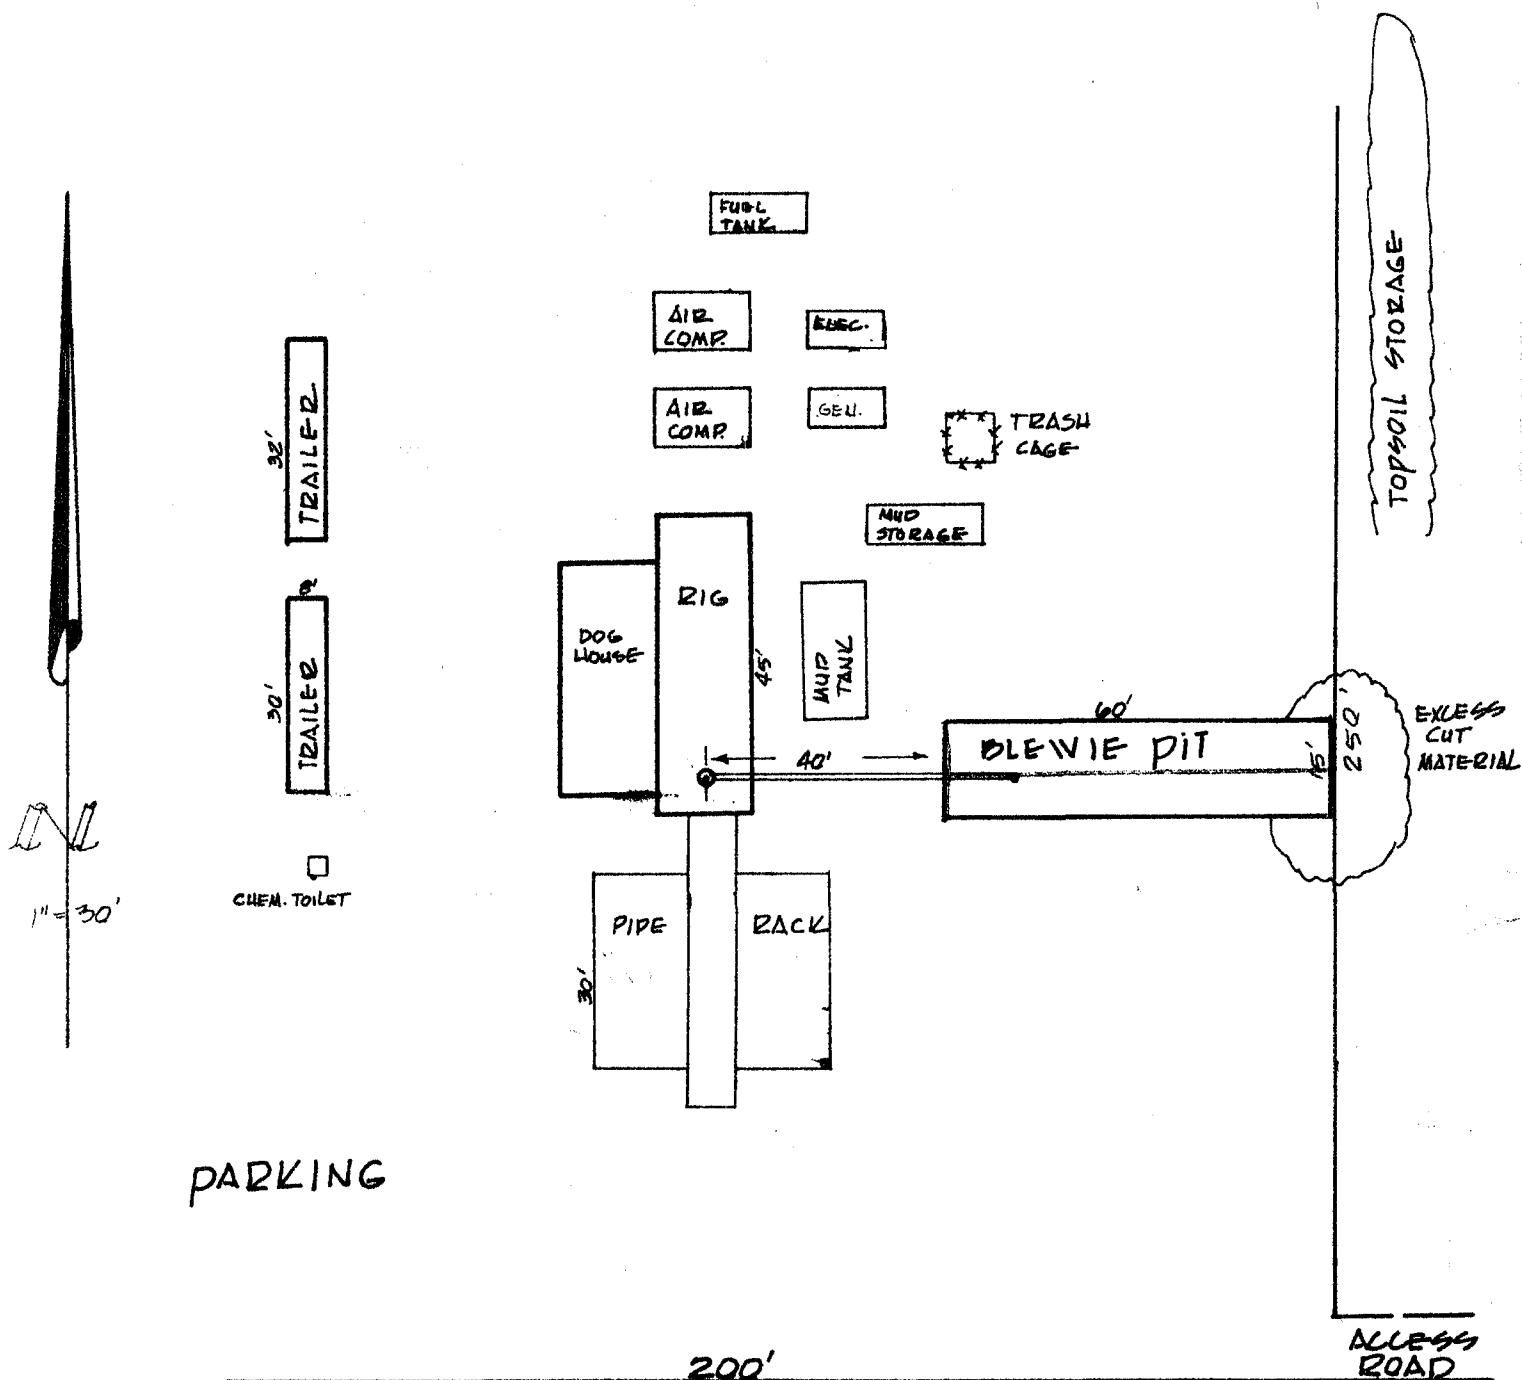 FUEL
TANK
AIR
COMP.
ELEC.
AIR
COMP.
GEN.
TRASH
CAGE
TOPSOIL STORAGE
32'
TRAILER
MUD
STORAGE
8'
RIG
DOG
HOUSE
45'
MUD
TANK
30'
TRAILER
60'
BLEWIE PIT
40'
15'
250'
EXCESS
CUT
MATERIAL
N
1" = 30'
CHEM. TOILET
PIPE RACK
30'
PARKING
200'
ACCESS
ROAD